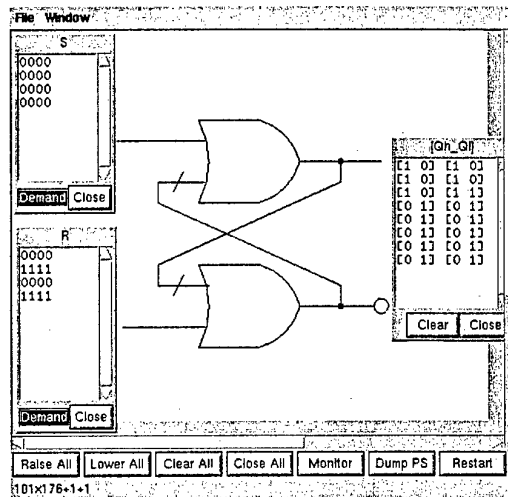 File Window
S
0000
0000
0000
0000
Demand Close
R
0000
1111
0000
1111
Demand Close
[Qh_Ql]
[1 0] [1 0]
[1 0] [1 0]
[1 0] [1 1]
[0 1] [0 1]
[0 1] [0 1]
[0 1] [0 1]
[0 1] [0 1]
[0 1] [0 1]
Clear Close
Raise All Lower All Clear All Close All Monitor Dump PS Restart
101×176+1+1